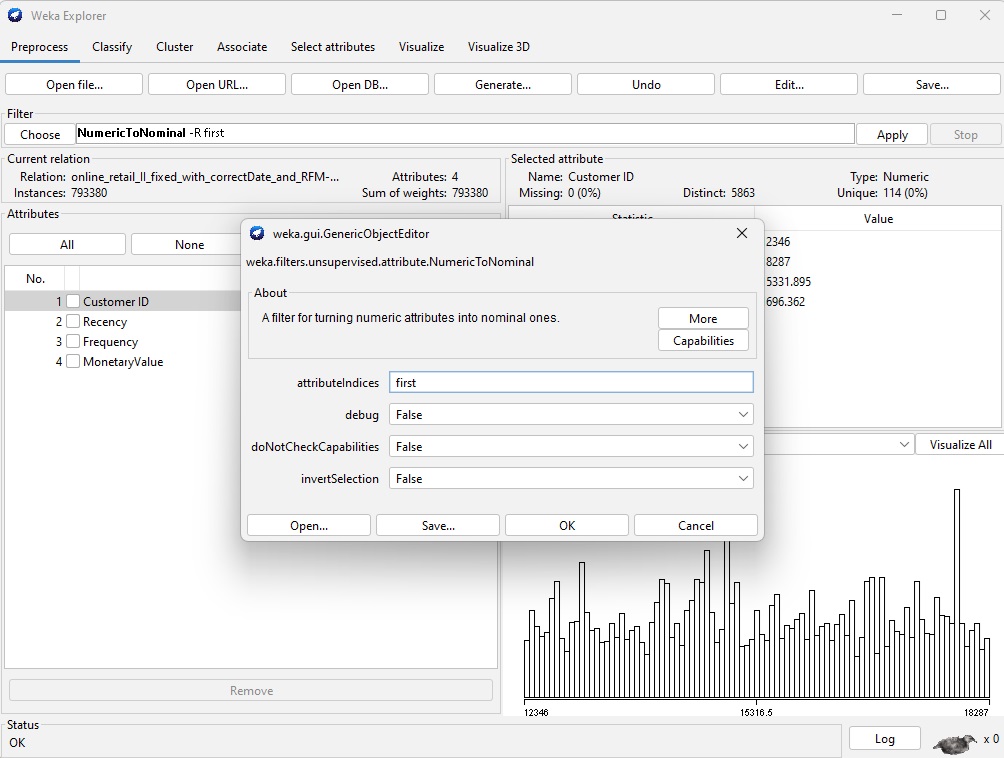 Weka Explorer
Preprocess Classify Cluster Associate Select attributes Visualize Visualize 3D
Open file... Open URL... Open DB... Generate... Undo Edit... Save...
Filter
Choose NumericToNominal -R first Apply Stop
Current relation
Relation: online_retail_II_fixed_with_correctDate_and_RFM-... Attributes: 4
Instances: 793380 Sum of weights: 793380
Selected attribute
Name: Customer ID Type: Numeric
Missing: 0 (0%) Distinct: 5863 Unique: 114 (0%)
Attributes
All None
No.
1 Customer ID
2 Recency
3 Frequency
4 MonetaryValue
Remove
Statistic Value
2346
8287
5331.895
696.362
weka.gui.GenericObjectEditor
weka.filters.unsupervised.attribute.NumericToNominal
About
A filter for turning numeric attributes into nominal ones.
More
Capabilities
attributeIndices first
debug False
doNotCheckCapabilities False
invertSelection False
Open... Save... OK Cancel
Visualize All
12346 15316.5 18287
Status
OK
Log x 0